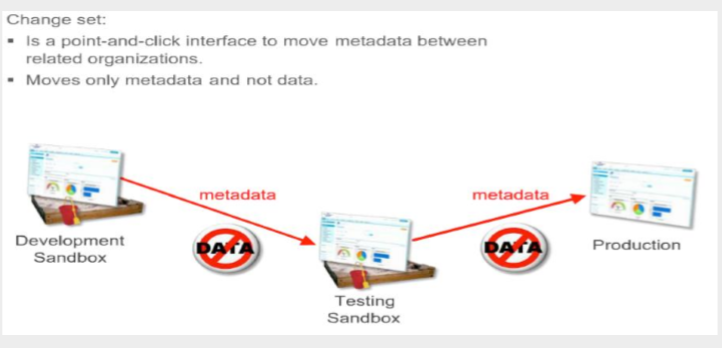 Change set:
▪ Is a point-and-click interface to move metadata between
related organizations.
▪ Moves only metadata and not data.
metadata
metadata
DATA
DATA
Development
Sandbox
Production
Testing
Sandbox